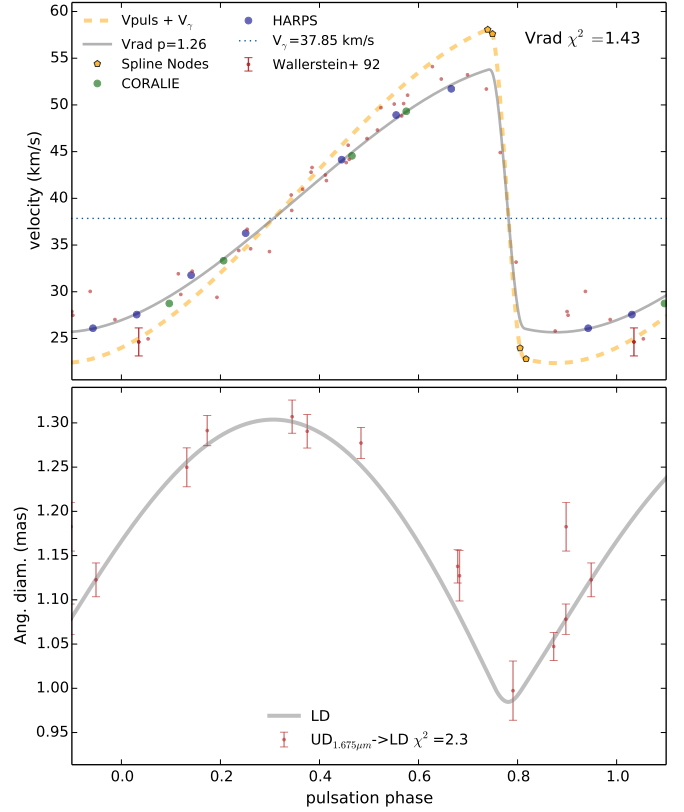 Vpuls + Vγ
Vrad p=1.26
Spline Nodes
CORALIE
HARPS
Vγ=37.85 km/s
Wallerstein+ 92
Vrad χ² =1.43
velocity (km/s)
60
55
50
45
40
35
30
25
Ang. diam. (mas)
1.30
1.25
1.20
1.15
1.10
1.05
1.00
0.95
LD
UD1.675μm->LD χ² =2.3
0.0 0.2 0.4 0.6 0.8 1.0
pulsation phase